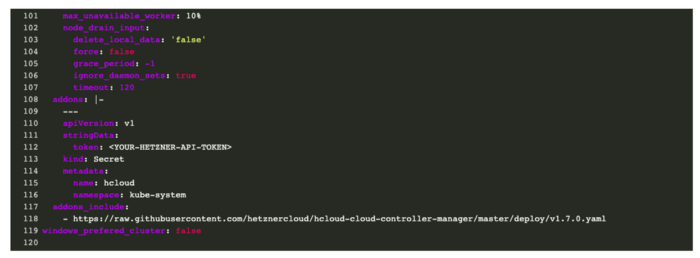 101 max_unavailable_worker: 10%
102 node_drain_input:
103 delete_local_data: 'false'
104 force: false
105 grace_period: -1
106 ignore_daemon_sets: true
107 timeout: 120
108 addons: |-
109 ---
110 apiVersion: v1
111 stringData:
112 token: <YOUR-HETZNER-API-TOKEN>
113 kind: Secret
114 metadata:
115 name: hcloud
116 namespace: kube-system
117 addons_include:
118 - https://raw.githubusercontent.com/hetznercloud/hcloud-cloud-controller-manager/master/deploy/v1.7.0.yaml
119 windows_prefered_cluster: false
120